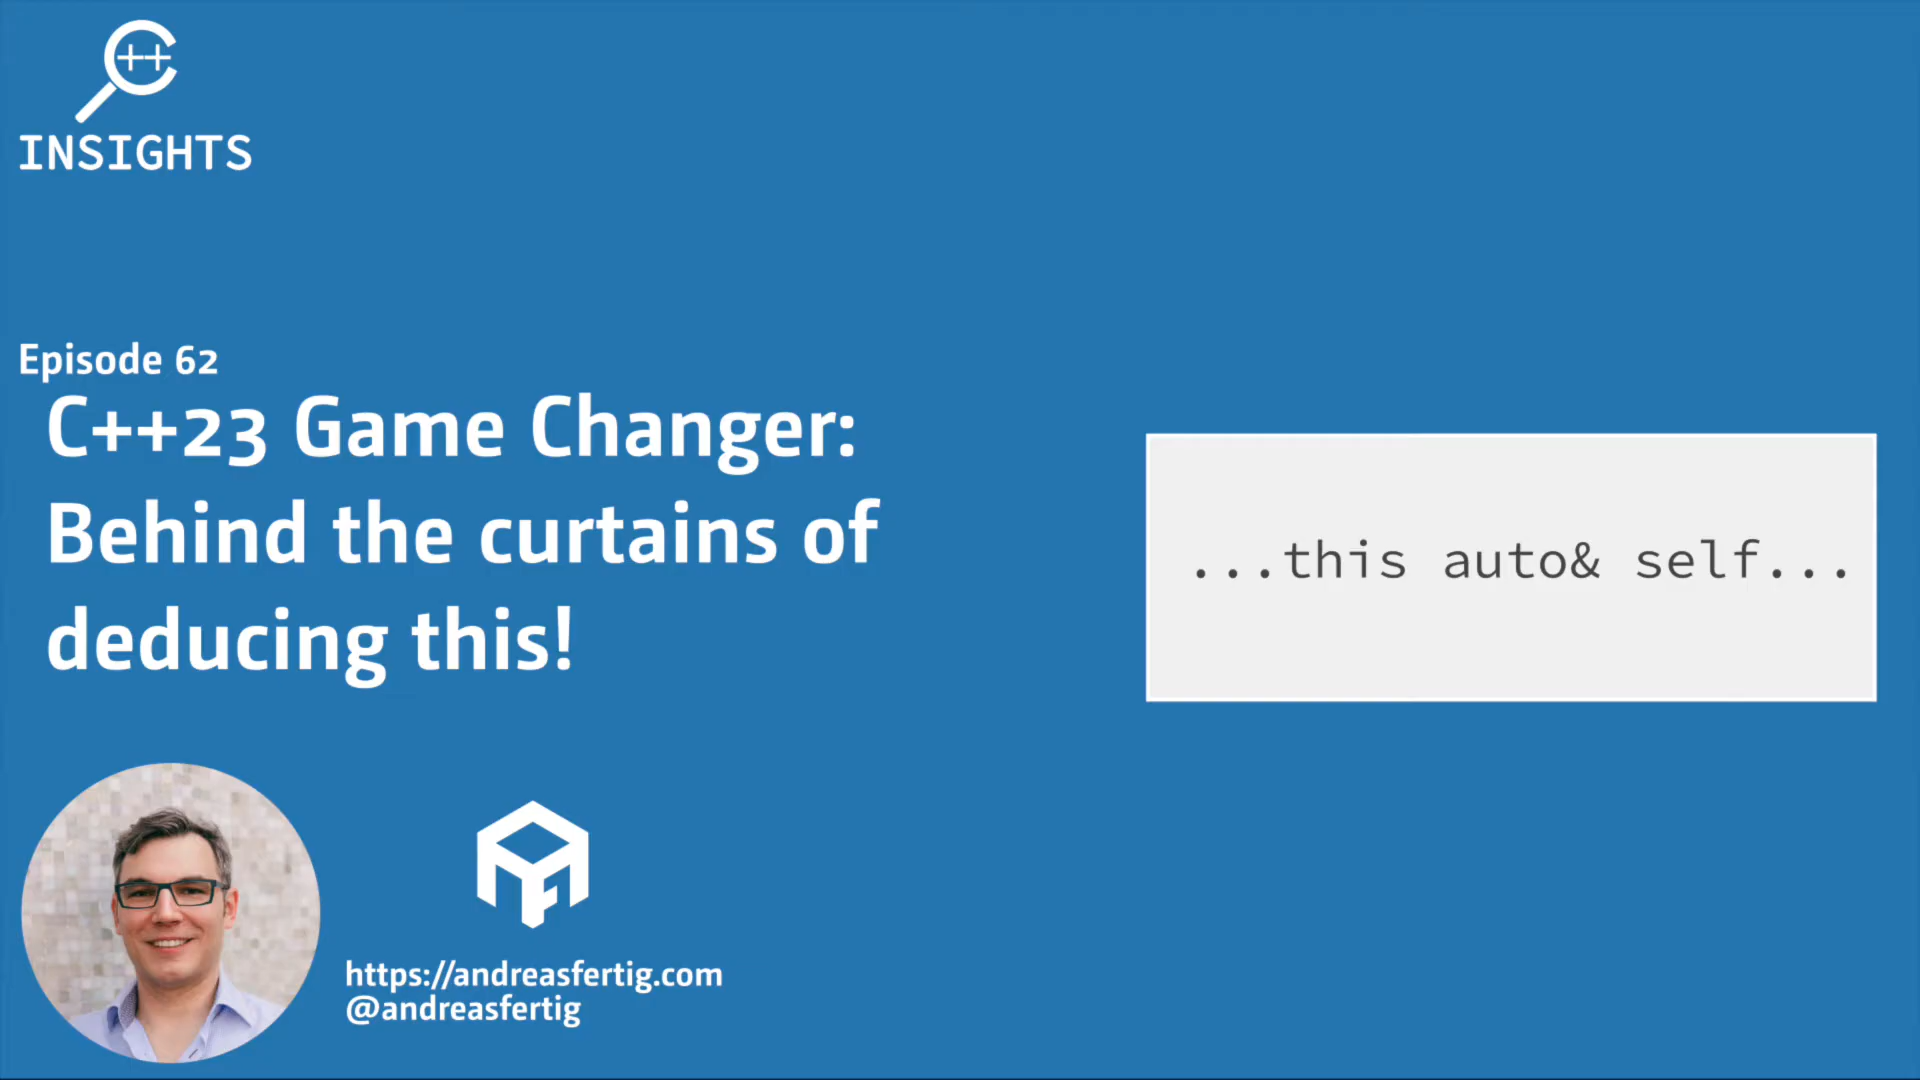 C++
INSIGHTS
Episode 62
C++23 Game Changer:
Behind the curtains of
deducing this!
...this auto& self...
https://andreasfertig.com
@andreasfertig